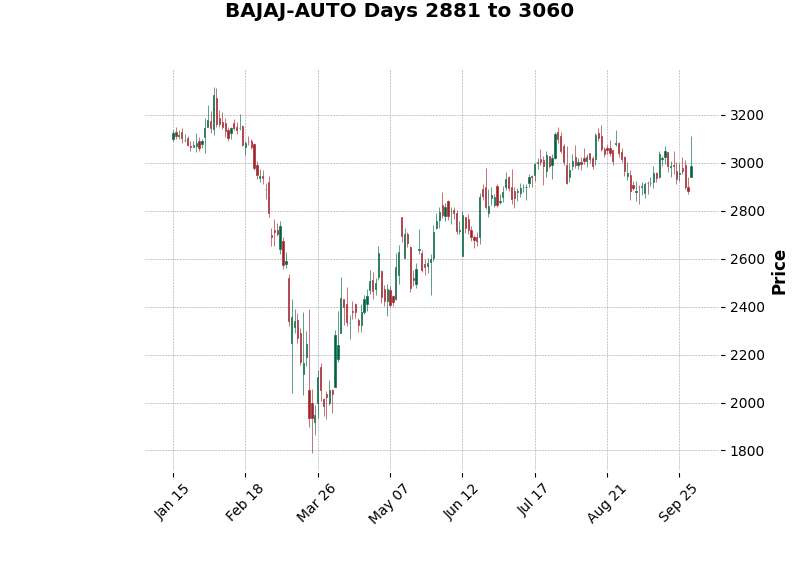 BAJAJ-AUTO Days 2881 to 3060
3200
3000
2800
2600
2400
2200
2000
1800
Price
Jan 15
Feb 18
Mar 26
May 07
Jun 12
Jul 17
Aug 21
Sep 25